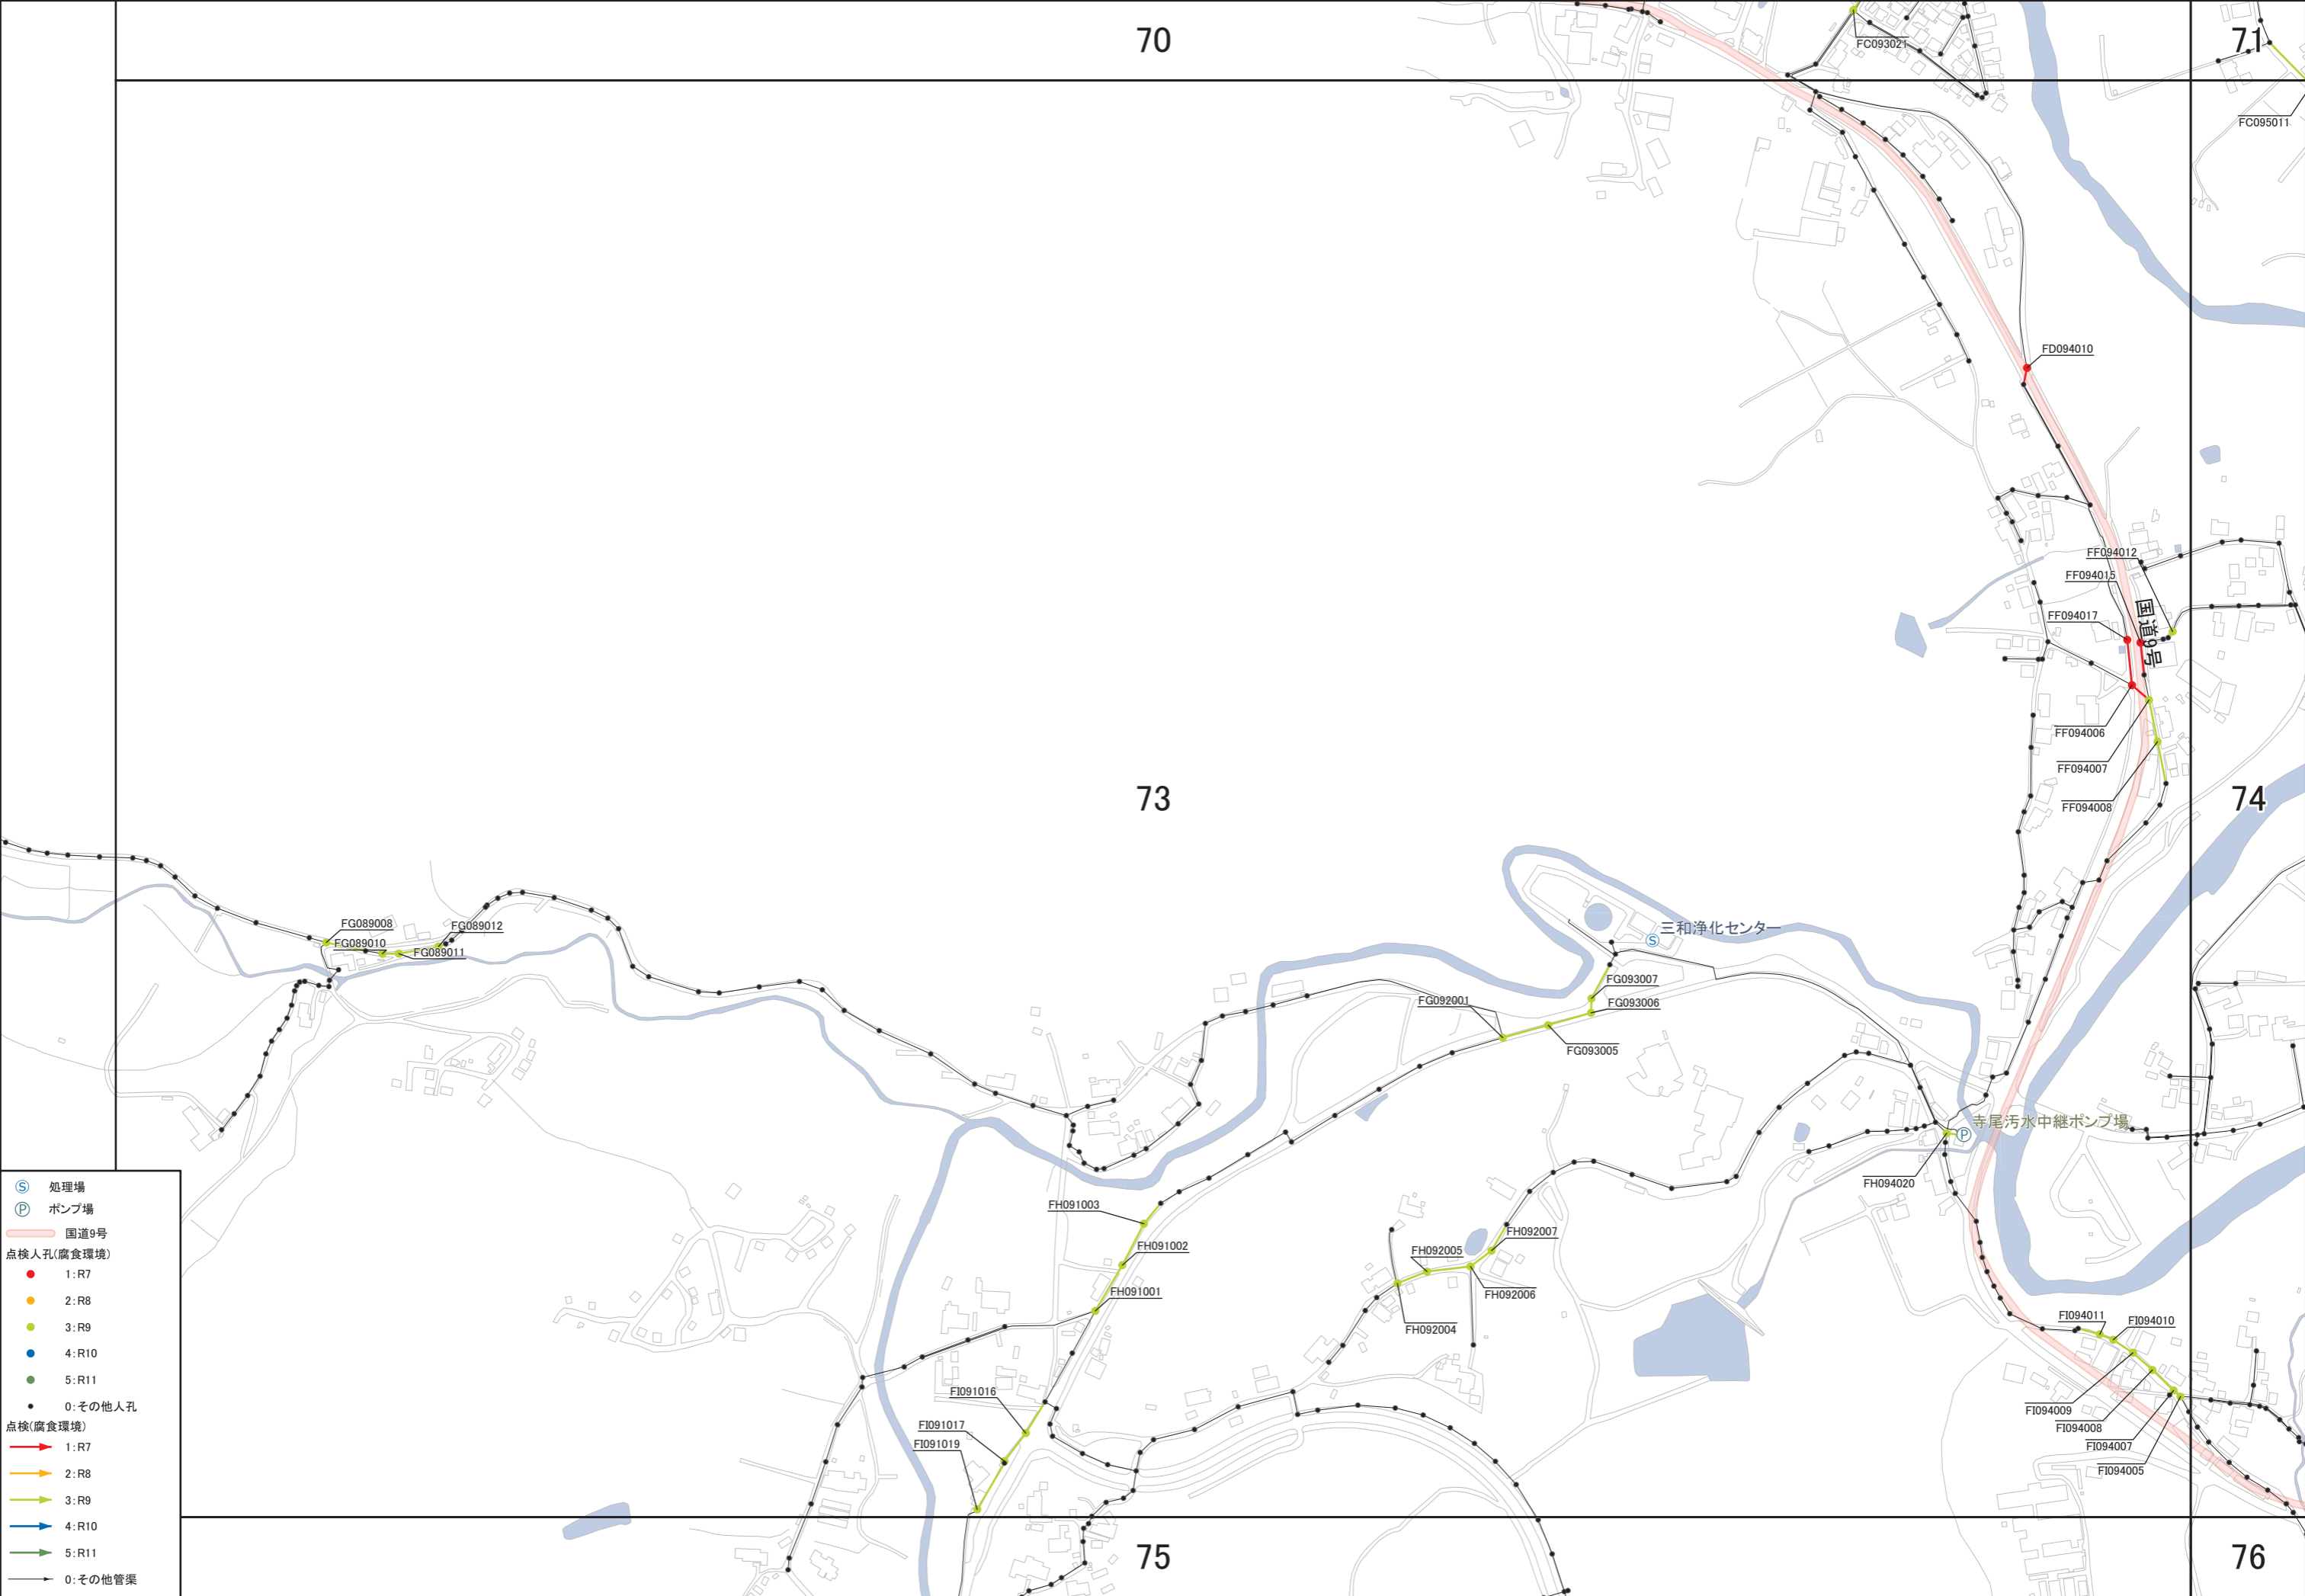 70
71
FC093021
FC095011
FD094010
FF094012
FF094015
FF094017
国道9号
FF094006
FF094007
FF094008
73
74
三和浄化センター
Ⓢ
FG089008
FG089012
FG089010
FG089011
FG093007
FG092001
FG093006
FG093005
寺尾汚水中継ポンプ場
Ⓟ
FH094020
FH091003
FH092007
FH091002
FH092005
FH091001
FH092006
FH092004
FI094011
FI094010
FI091016
FI094009
FI091017
FI094008
FI091019
FI094007
FI094005
75
76
Ⓢ 処理場
Ⓟ ポンプ場
国道9号
点検人孔(腐食環境)
1:R7
2:R8
3:R9
4:R10
5:R11
0:その他人孔
点検(腐食環境)
1:R7
2:R8
3:R9
4:R10
5:R11
0:その他管渠